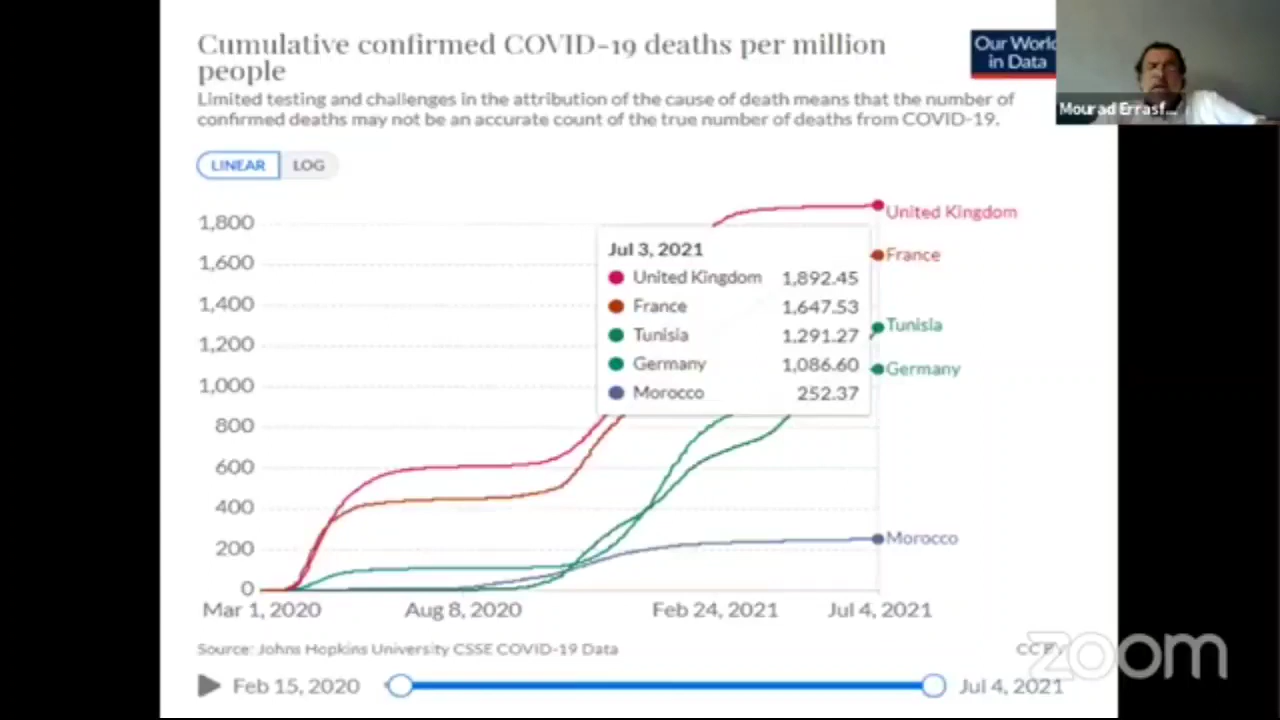 Cumulative confirmed COVID-19 deaths per million
people
Our World
in Data
Mourad Errasf...
Limited testing and challenges in the attribution of the cause of death means that the number of
confirmed deaths may not be an accurate count of the true number of deaths from COVID-19.
LINEAR LOG
1,800
1,600
1,400
1,200
1,000
800
600
400
200
0
Jul 3, 2021
United Kingdom 1,892.45
France 1,647.53
Tunisia 1,291.27
Germany 1,086.60
Morocco 252.37
United Kingdom
France
Tunisia
Germany
Morocco
Mar 1, 2020 Aug 8, 2020 Feb 24, 2021 Jul 4, 2021
Source: Johns Hopkins University CSSE COVID-19 Data
CC BY
zoom
Feb 15, 2020 Jul 4, 2021